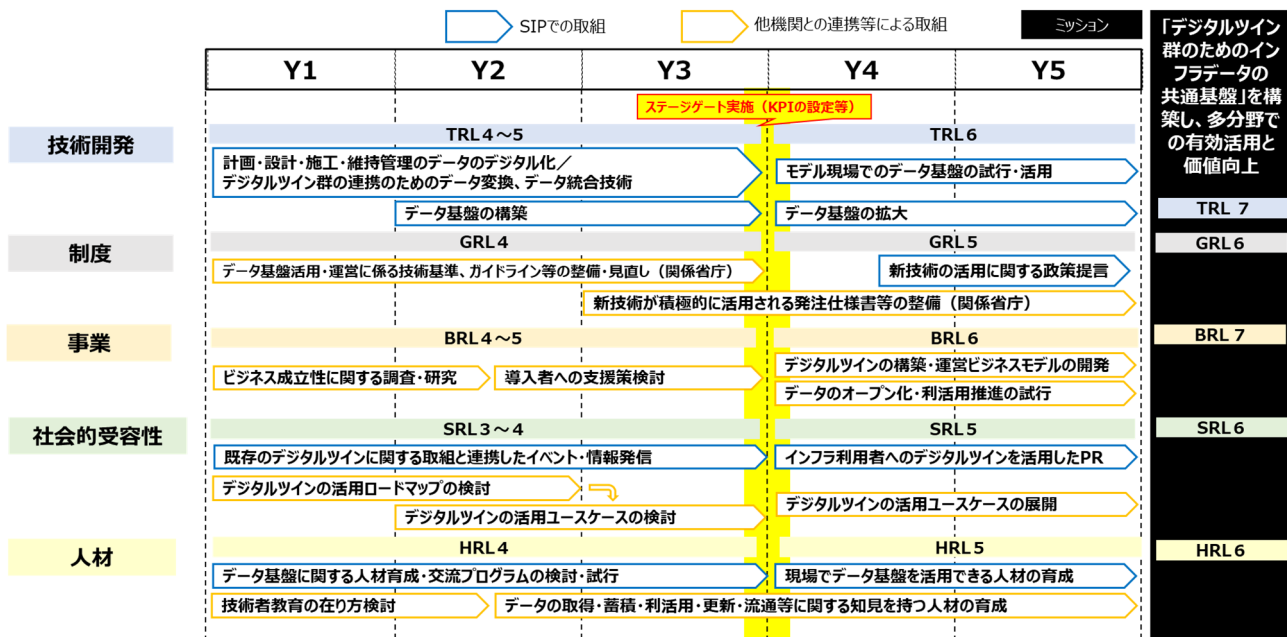 SIPでの取組
他機関との連携等による取組
ミッション
「デジタルツイン
群のためのイン
フラデータの
共通基盤」を構
築し、多分野で
の有効活用と
価値向上
Y1
Y2
Y3
Y4
Y5
ステージゲート実施（KPIの設定等）
技術開発
TRL4～5
TRL6
計画・設計・施工・維持管理のデータのデジタル化／
デジタルツイン群の連携のためのデータ変換、データ統合技術
モデル現場でのデータ基盤の試行・活用
データ基盤の構築
データ基盤の拡大
TRL 7
制度
GRL4
GRL5
GRL6
データ基盤活用・運営に係る技術基準、ガイドライン等の整備・見直し（関係省庁）
新技術の活用に関する政策提言
新技術が積極的に活用される発注仕様書等の整備（関係省庁）
事業
BRL4～5
BRL6
BRL 7
ビジネス成立性に関する調査・研究
導入者への支援策検討
デジタルツインの構築・運営ビジネスモデルの開発
データのオープン化・利活用推進の試行
社会的受容性
SRL3～4
SRL5
SRL6
既存のデジタルツインに関する取組と連携したイベント・情報発信
インフラ利用者へのデジタルツインを活用したPR
デジタルツインの活用ロードマップの検討
デジタルツインの活用ユースケースの検討
デジタルツインの活用ユースケースの展開
人材
HRL4
HRL5
HRL6
データ基盤に関する人材育成・交流プログラムの検討・試行
現場でデータ基盤を活用できる人材の育成
技術者教育の在り方検討
データの取得・蓄積・利活用・更新・流通等に関する知見を持つ人材の育成